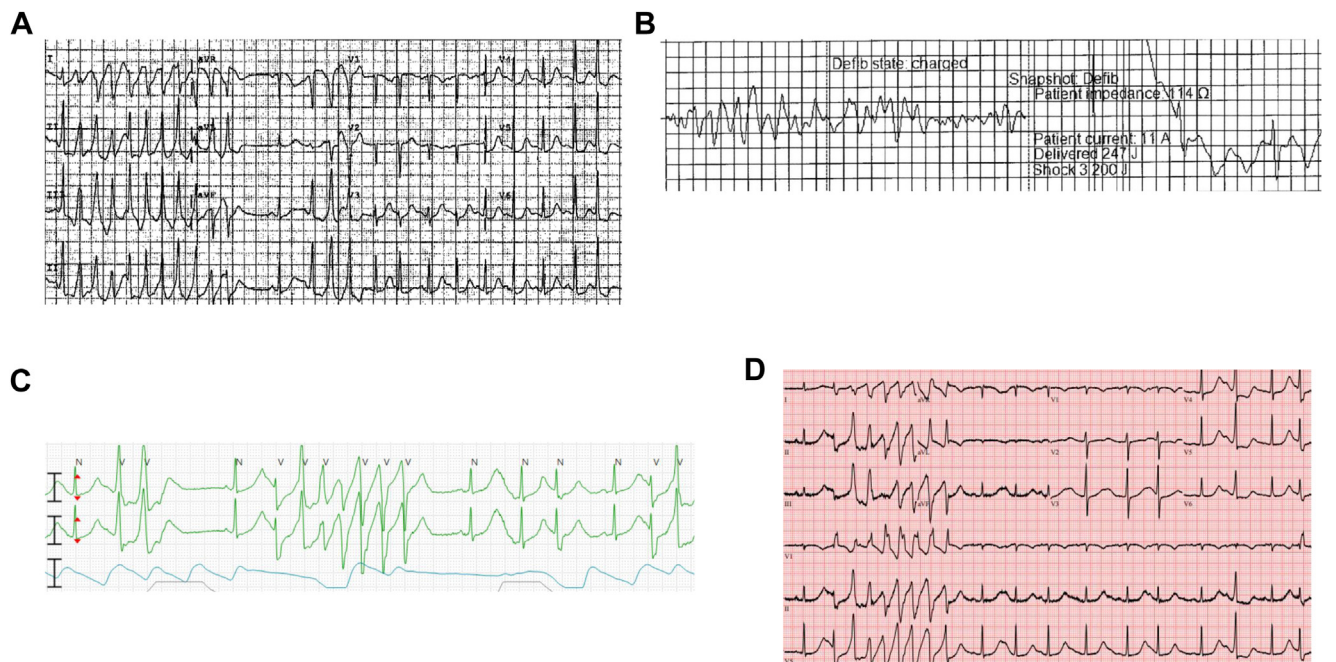 A
I
aVR
V1
V4
II
aVL
V2
V5
III
aVF
V3
V6
II
B
Defib state: charged
Snapshot: Defib
Patient impedance: 114 Ω
Patient current: 11 A
Delivered 247 J
Shock 3 200 J
C
N V V N V V V V V V N N N N V V
D
I aVR V1 V4
II aVL V2 V5
III aVF V3 V6
V1
II
V5